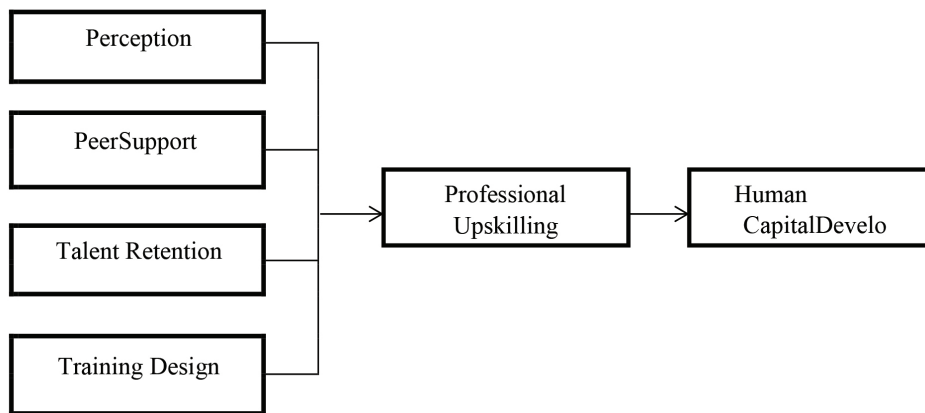 Perception
PeerSupport
Talent Retention
Training Design
Professional
Upskilling
Human
CapitalDevelo